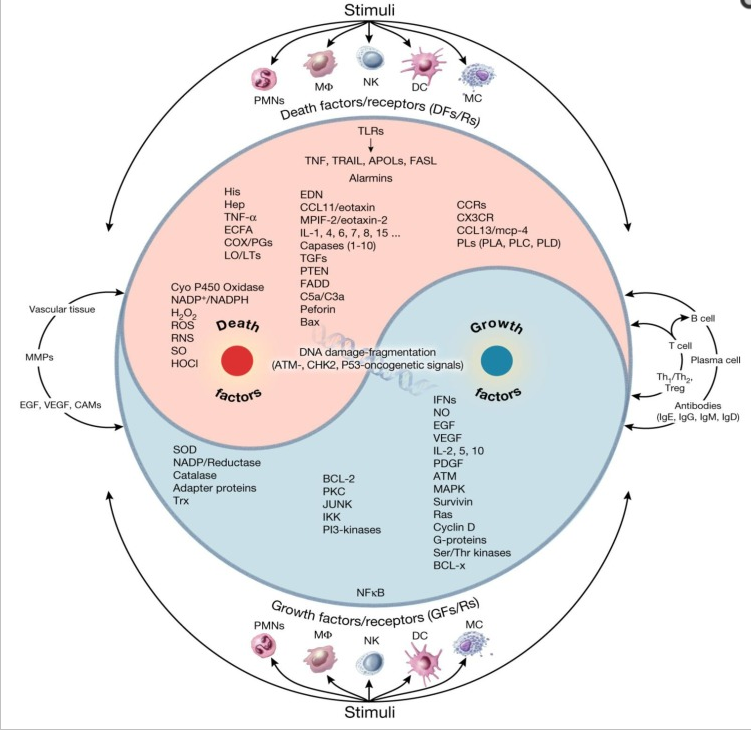 Stimuli
PMNs
MΦ
NK
DC
MC
Death factors/receptors (DFs/Rs)
TLRs
TNF, TRAIL, APOLs, FASL
Alarmins
His
Hep
TNF-α
ECFA
COX/PGs
LO/LTs
EDN
CCL11/eotaxin
MPIF-2/eotaxin-2
IL-1, 4, 6, 7, 8, 15 ...
Capases (1-10)
TGFs
PTEN
FADD
C5a/C3a
Peforin
Bax
CCRs
CX3CR
CCL13/mcp-4
PLs (PLA, PLC, PLD)
Cyo P450 Oxidase
NADP⁺/NADPH
H₂O₂
ROS
RNS
SO
HOCl
Death
factors
Growth
factors
DNA damage-fragmentation
(ATM-, CHK2, P53-oncogenetic signals)
Vascular tissue
MMPs
EGF, VEGF, CAMs
B cell
T cell
Plasma cell
Th₁/Th₂,
Treg
Antibodies
(IgE, IgG, IgM, IgD)
SOD
NADP/Reductase
Catalase
Adapter proteins
Trx
BCL-2
PKC
JUNK
IKK
PI3-kinases
IFNs
NO
EGF
VEGF
IL-2, 5, 10
PDGF
ATM
MAPK
Survivin
Ras
Cyclin D
G-proteins
Ser/Thr kinases
BCL-x
NFκB
Growth factors/receptors (GFs/Rs)
PMNs
MΦ
NK
DC
MC
Stimuli